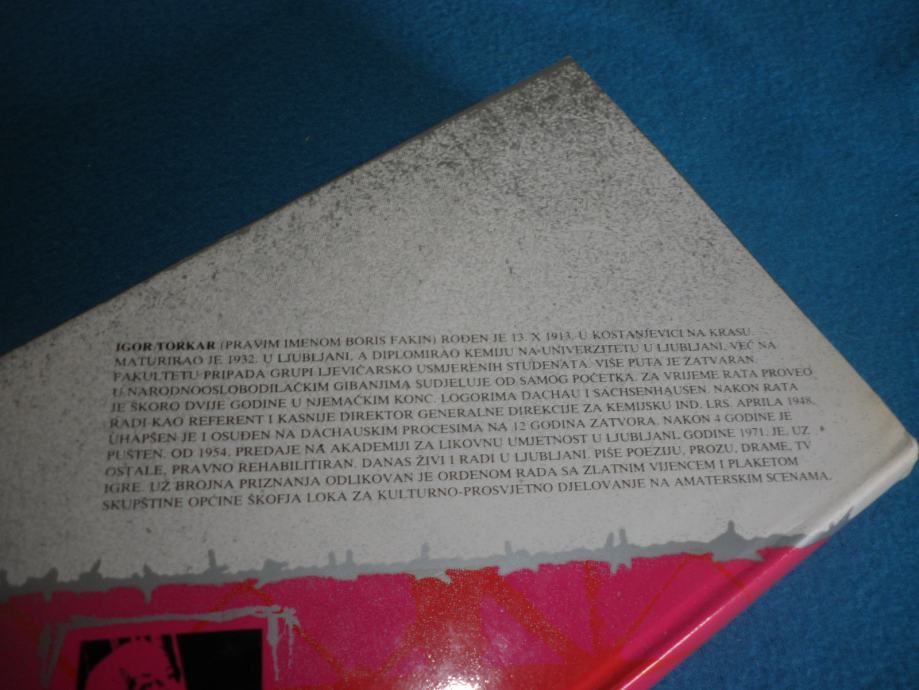 IGOR TORKAR (PRAVIM IMENOM BORIS FAKIN) ROĐEN JE 13. X 1913. U KOSTANJEVICI NA KRASU.
MATURIRAO JE 1932. U LJUBLJANI, A DIPLOMIRAO KEMIJU NA UNIVERZITETU U LJUBLJANI. VEĆ NA
FAKULTETU PRIPADA GRUPI LJEVIČARSKO USMJERENIH STUDENATA. VIŠE PUTA JE ZATVARAN.
U NARODNOOSLOBODILAČKIM GIBANJIMA SUDJELUJE OD SAMOG POČETKA. ZA VRIJEME RATA PROVEO
JE SKORO DVIJE GODINE U NJEMAČKIM KONC. LOGORIMA DACHAU I SACHSENHAUSEN. NAKON RATA
RADI KAO REFERENT I KASNIJE DIREKTOR GENERALNE DIREKCIJE ZA KEMIJSKU IND. LRS. APRILA 1948.
UHAPŠEN JE I OSUĐEN NA DACHAUSKIM PROCESIMA NA 12 GODINA ZATVORA. NAKON 4 GODINE JE
PUŠTEN. OD 1954. PREDAJE NA AKADEMIJI ZA LIKOVNU UMJETNOST U LJUBLJANI. GODINE 1971. JE, UZ
OSTALE, PRAVNO REHABILITIRAN. DANAS ŽIVI I RADI U LJUBLJANI. PIŠE POEZIJU, PROZU, DRAME, TV
IGRE. UZ BROJNA PRIZNANJA ODLIKOVAN JE ORDENOM RADA SA ZLATNIM VIJENCEM I PLAKETOM
SKUPŠTINE OPĆINE ŠKOFJA LOKA ZA KULTURNO-PROSVJETNO DJELOVANJE NA AMATERSKIM SCENAMA.